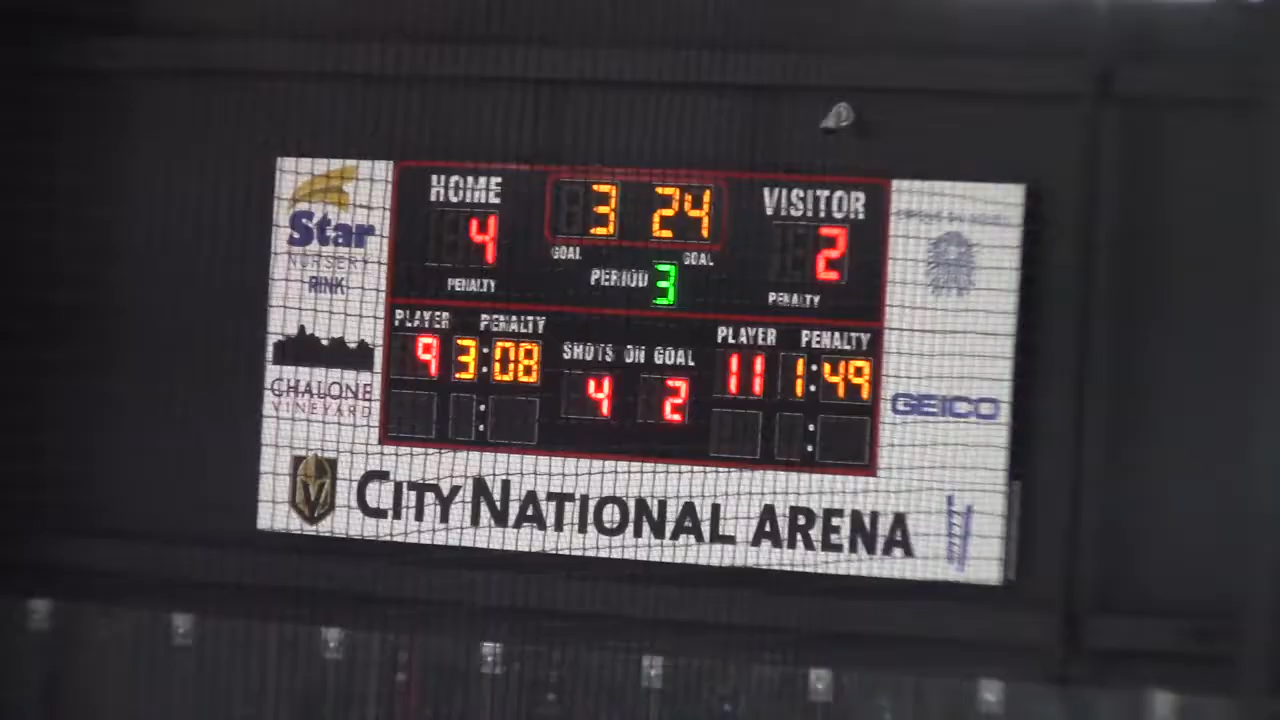 HOME 3 24 VISITOR
4 2
GOAL GOAL
PERIOD 3
PENALTY PENALTY
PLAYER PENALTY PLAYER PENALTY
SHOTS ON GOAL
9 3:08 11 1:49
4 2
: :
Star
NURSERY
RINK
CHALONE
VINEYARD
GEICO
CITY NATIONAL ARENA